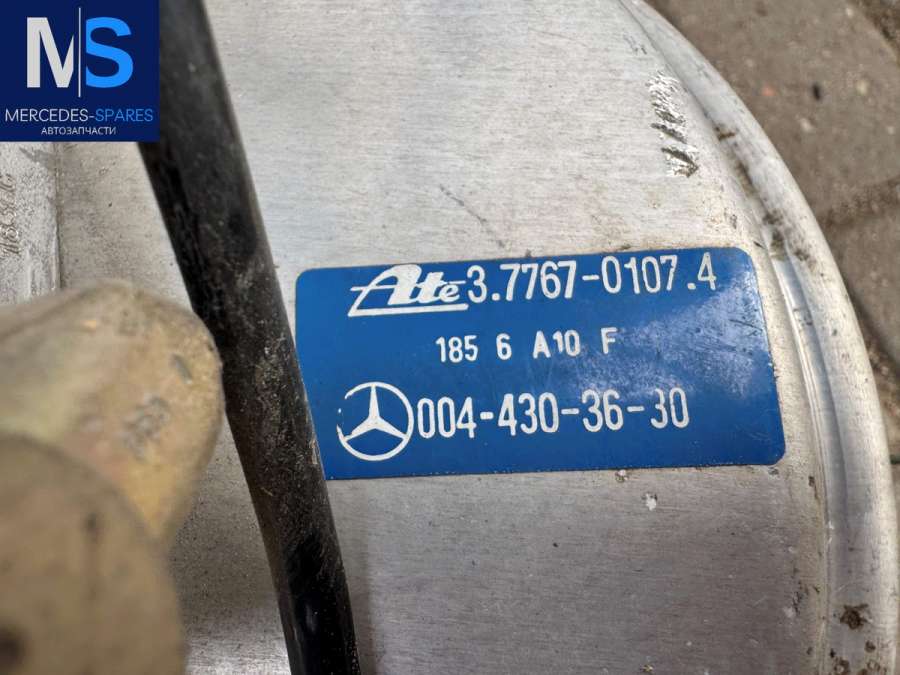 MS
MERCEDES-SPARES
АВТОЗАПЧАСТИ
Ate 3.7767-0107.4
185 6 A10 F
004-430-36-30